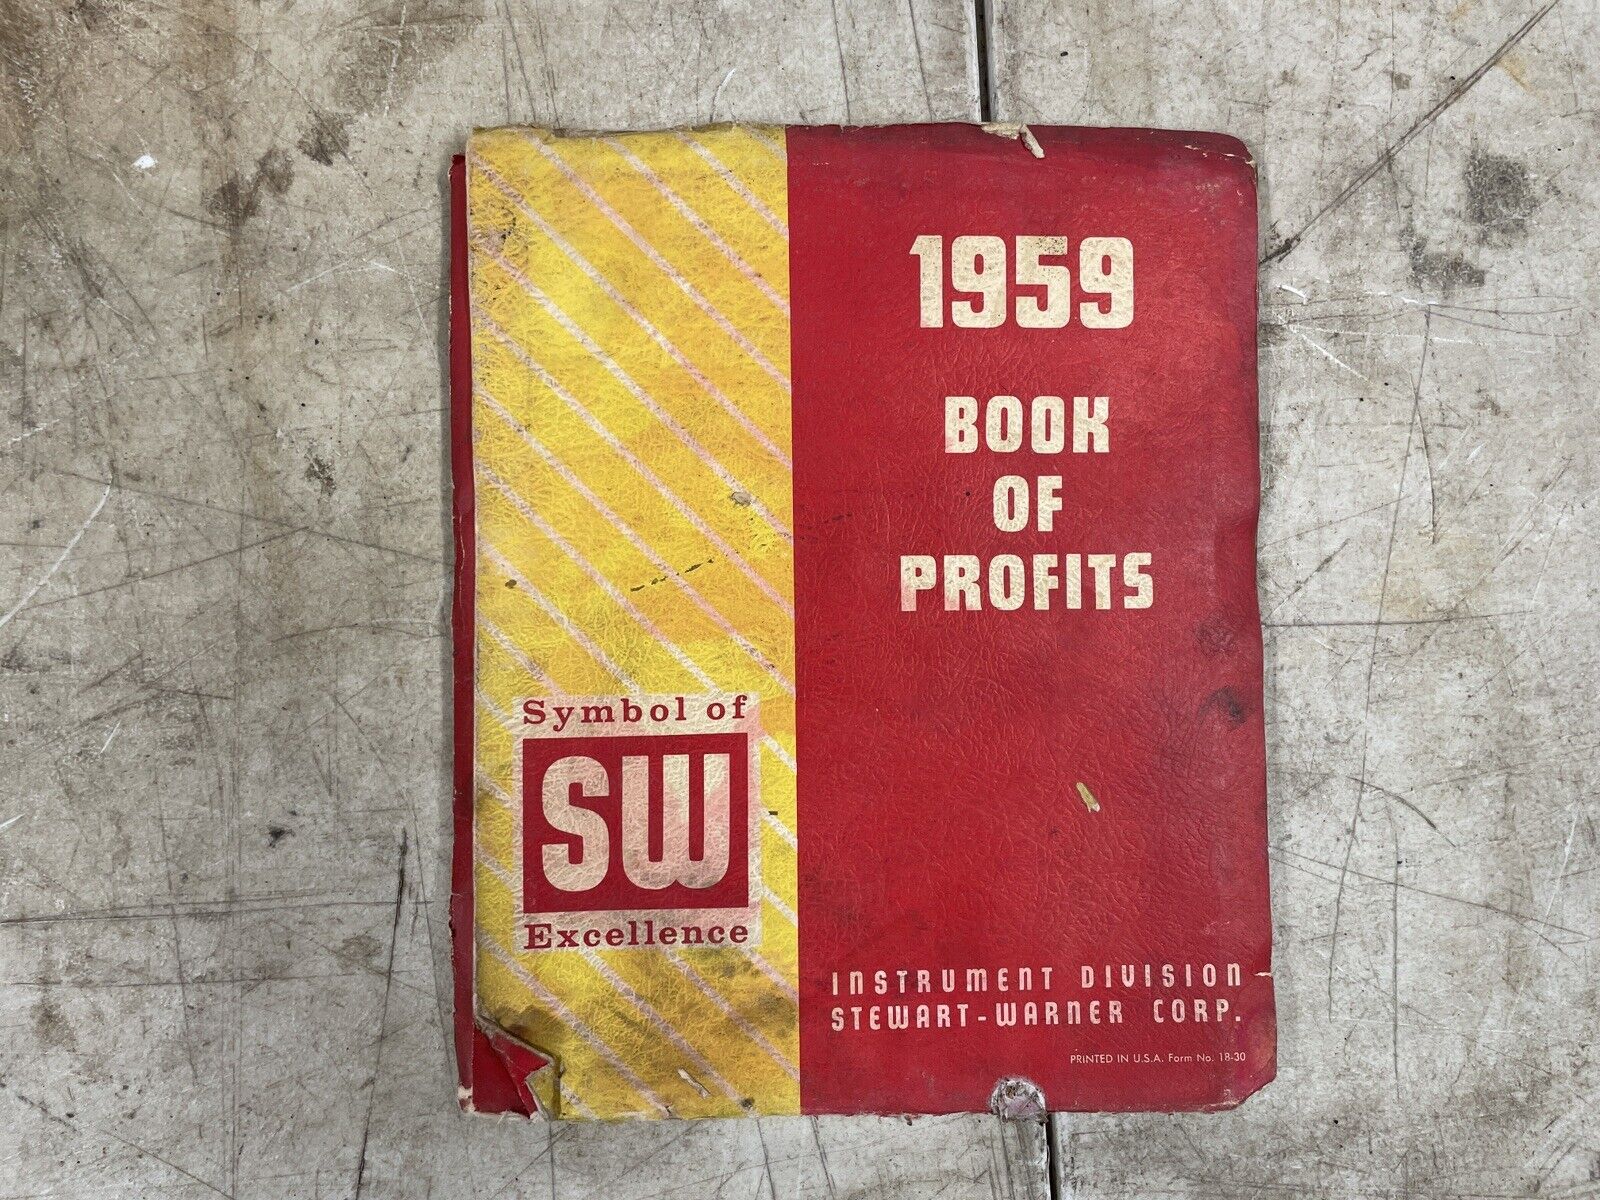 1959
BOOK
OF
PROFITS
Symbol of
SW
Excellence
INSTRUMENT DIVISION
STEWART-WARNER CORP.
PRINTED IN U.S.A. Form No. 18-30